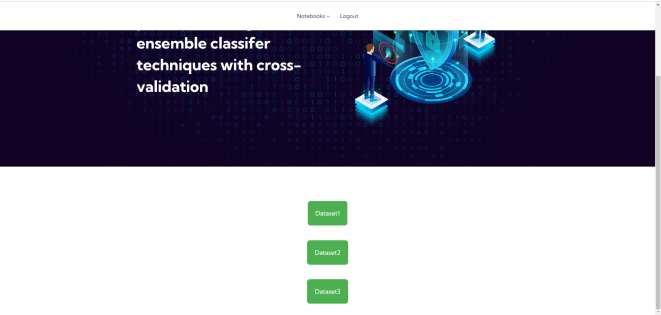 Notebooks
Logout
ensemble classifer
techniques with cross-
validation
Dataset1
Dataset2
Dataset3